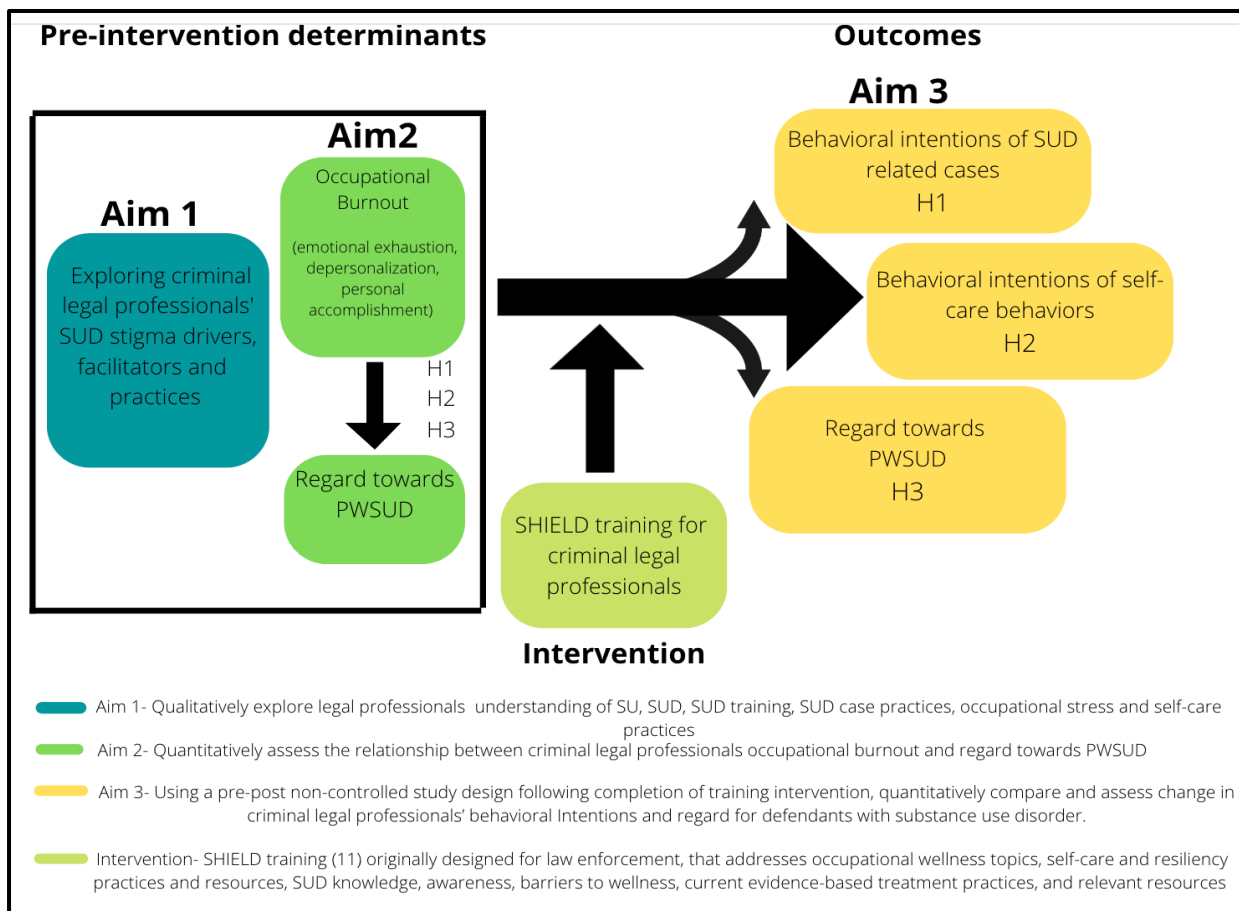 Pre-intervention determinants
Outcomes
Aim 1
Exploring criminal
legal professionals'
SUD stigma drivers,
facilitators and
practices
Aim2
Occupational
Burnout
(emotional exhaustion,
depersonalization,
personal
accomplishment)
H1
H2
H3
Regard towards
PWSUD
SHIELD training for
criminal legal
professionals
Intervention
Aim 3
Behavioral intentions of SUD
related cases
H1
Behavioral intentions of self-
care behaviors
H2
Regard towards
PWSUD
H3
Aim 1- Qualitatively explore legal professionals understanding of SU, SUD, SUD training, SUD case practices, occupational stress and self-care
practices
Aim 2- Quantitatively assess the relationship between criminal legal professionals occupational burnout and regard towards PWSUD
Aim 3- Using a pre-post non-controlled study design following completion of training intervention, quantitatively compare and assess change in
criminal legal professionals’ behavioral Intentions and regard for defendants with substance use disorder.
Intervention- SHIELD training (11) originally designed for law enforcement, that addresses occupational wellness topics, self-care and resiliency
practices and resources, SUD knowledge, awareness, barriers to wellness, current evidence-based treatment practices, and relevant resources